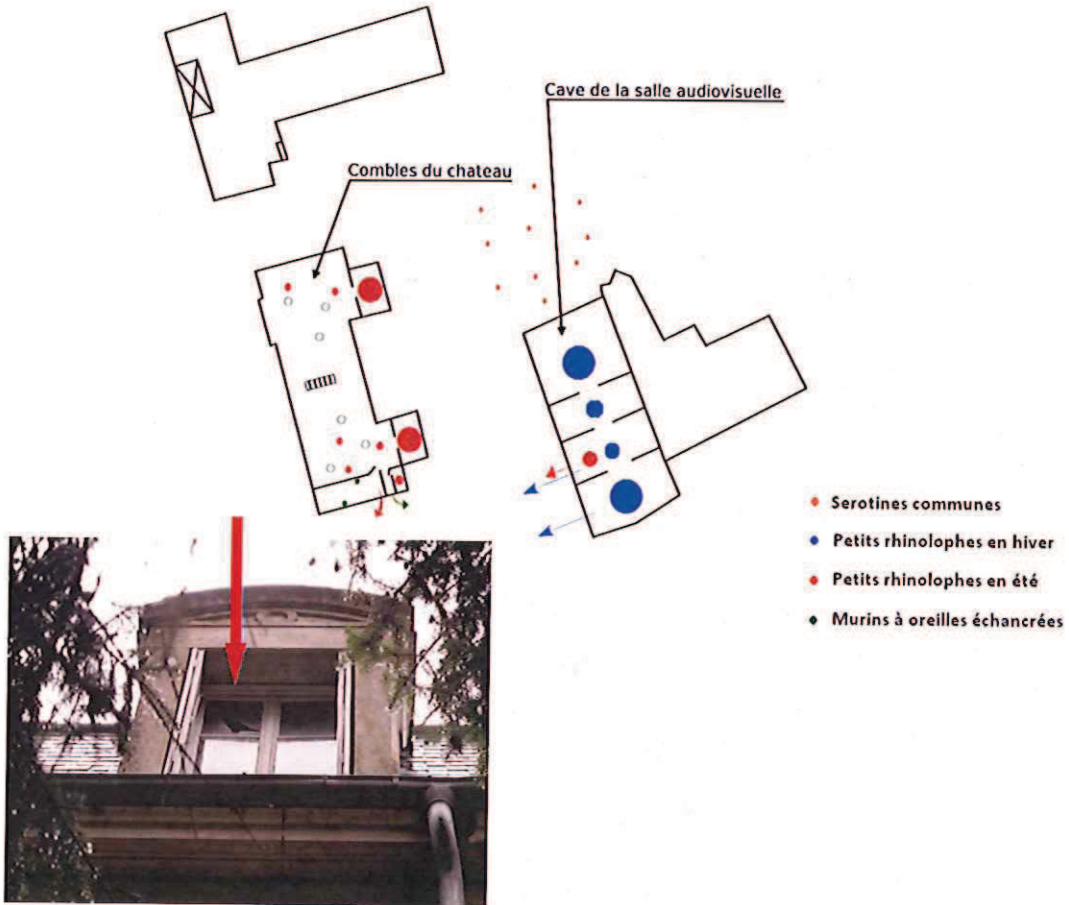 Cave de la salle audiovisuelle
Combles du chateau
Serotines communes
Petits rhinolophes en hiver
Petits rhinolophes en été
Murins à oreilles échancrées